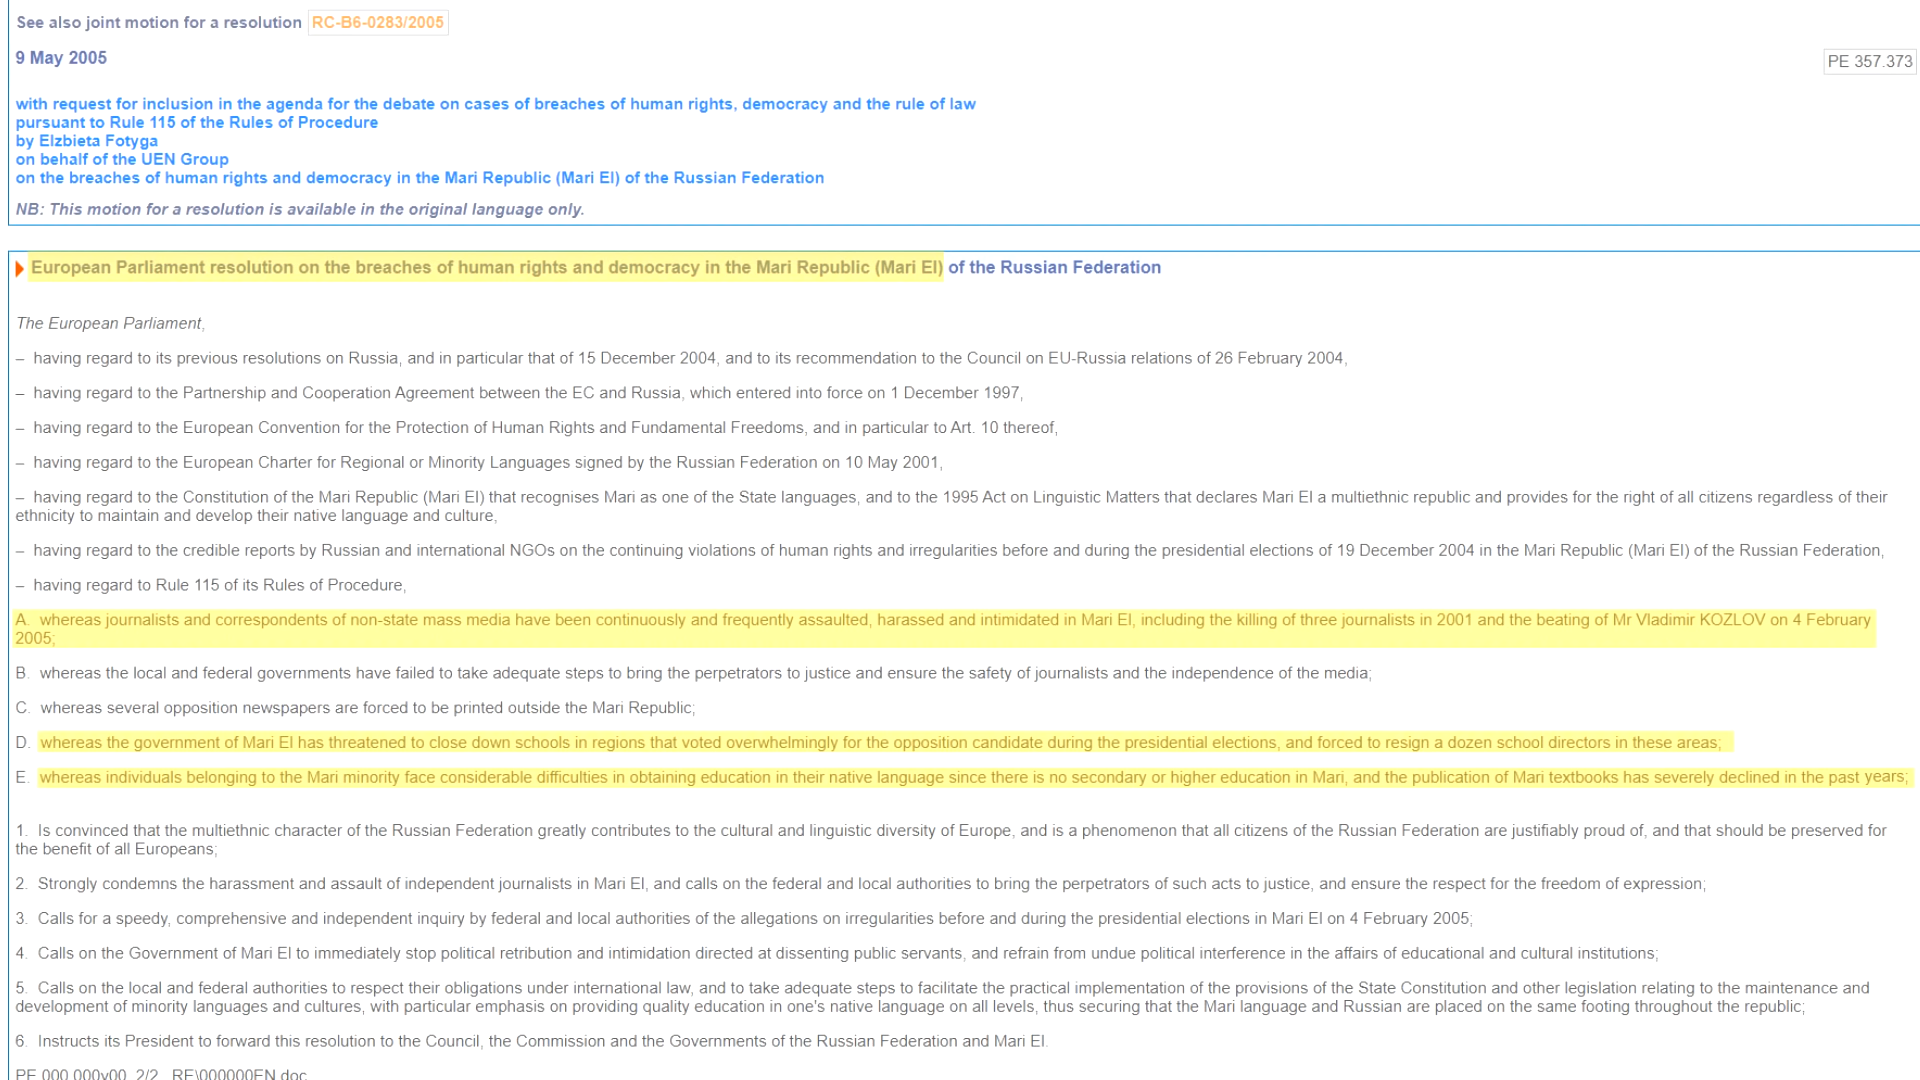 See also joint motion for a resolution RC-B6-0283/2005
9 May 2005
PE 357.373
with request for inclusion in the agenda for the debate on cases of breaches of human rights, democracy and the rule of law
pursuant to Rule 115 of the Rules of Procedure
by Elzbieta Fotyga
on behalf of the UEN Group
on the breaches of human rights and democracy in the Mari Republic (Mari El) of the Russian Federation
NB: This motion for a resolution is available in the original language only.
European Parliament resolution on the breaches of human rights and democracy in the Mari Republic (Mari El) of the Russian Federation
The European Parliament,
– having regard to its previous resolutions on Russia, and in particular that of 15 December 2004, and to its recommendation to the Council on EU-Russia relations of 26 February 2004,
– having regard to the Partnership and Cooperation Agreement between the EC and Russia, which entered into force on 1 December 1997,
– having regard to the European Convention for the Protection of Human Rights and Fundamental Freedoms, and in particular to Art. 10 thereof,
– having regard to the European Charter for Regional or Minority Languages signed by the Russian Federation on 10 May 2001,
– having regard to the Constitution of the Mari Republic (Mari El) that recognises Mari as one of the State languages, and to the 1995 Act on Linguistic Matters that declares Mari El a multiethnic republic and provides for the right of all citizens regardless of their
ethnicity to maintain and develop their native language and culture,
– having regard to the credible reports by Russian and international NGOs on the continuing violations of human rights and irregularities before and during the presidential elections of 19 December 2004 in the Mari Republic (Mari El) of the Russian Federation,
– having regard to Rule 115 of its Rules of Procedure,
A. whereas journalists and correspondents of non-state mass media have been continuously and frequently assaulted, harassed and intimidated in Mari El, including the killing of three journalists in 2001 and the beating of Mr Vladimir KOZLOV on 4 February
2005;
B. whereas the local and federal governments have failed to take adequate steps to bring the perpetrators to justice and ensure the safety of journalists and the independence of the media;
C. whereas several opposition newspapers are forced to be printed outside the Mari Republic;
D. whereas the government of Mari El has threatened to close down schools in regions that voted overwhelmingly for the opposition candidate during the presidential elections, and forced to resign a dozen school directors in these areas;
E. whereas individuals belonging to the Mari minority face considerable difficulties in obtaining education in their native language since there is no secondary or higher education in Mari, and the publication of Mari textbooks has severely declined in the past years;
1. Is convinced that the multiethnic character of the Russian Federation greatly contributes to the cultural and linguistic diversity of Europe, and is a phenomenon that all citizens of the Russian Federation are justifiably proud of, and that should be preserved for
the benefit of all Europeans;
2. Strongly condemns the harassment and assault of independent journalists in Mari El, and calls on the federal and local authorities to bring the perpetrators of such acts to justice, and ensure the respect for the freedom of expression;
3. Calls for a speedy, comprehensive and independent inquiry by federal and local authorities of the allegations on irregularities before and during the presidential elections in Mari El on 4 February 2005;
4. Calls on the Government of Mari El to immediately stop political retribution and intimidation directed at dissenting public servants, and refrain from undue political interference in the affairs of educational and cultural institutions;
5. Calls on the local and federal authorities to respect their obligations under international law, and to take adequate steps to facilitate the practical implementation of the provisions of the State Constitution and other legislation relating to the maintenance and
development of minority languages and cultures, with particular emphasis on providing quality education in one's native language on all levels, thus securing that the Mari language and Russian are placed on the same footing throughout the republic;
6. Instructs its President to forward this resolution to the Council, the Commission and the Governments of the Russian Federation and Mari El.
PE 000.000v00 2/2 RE\000000EN.doc